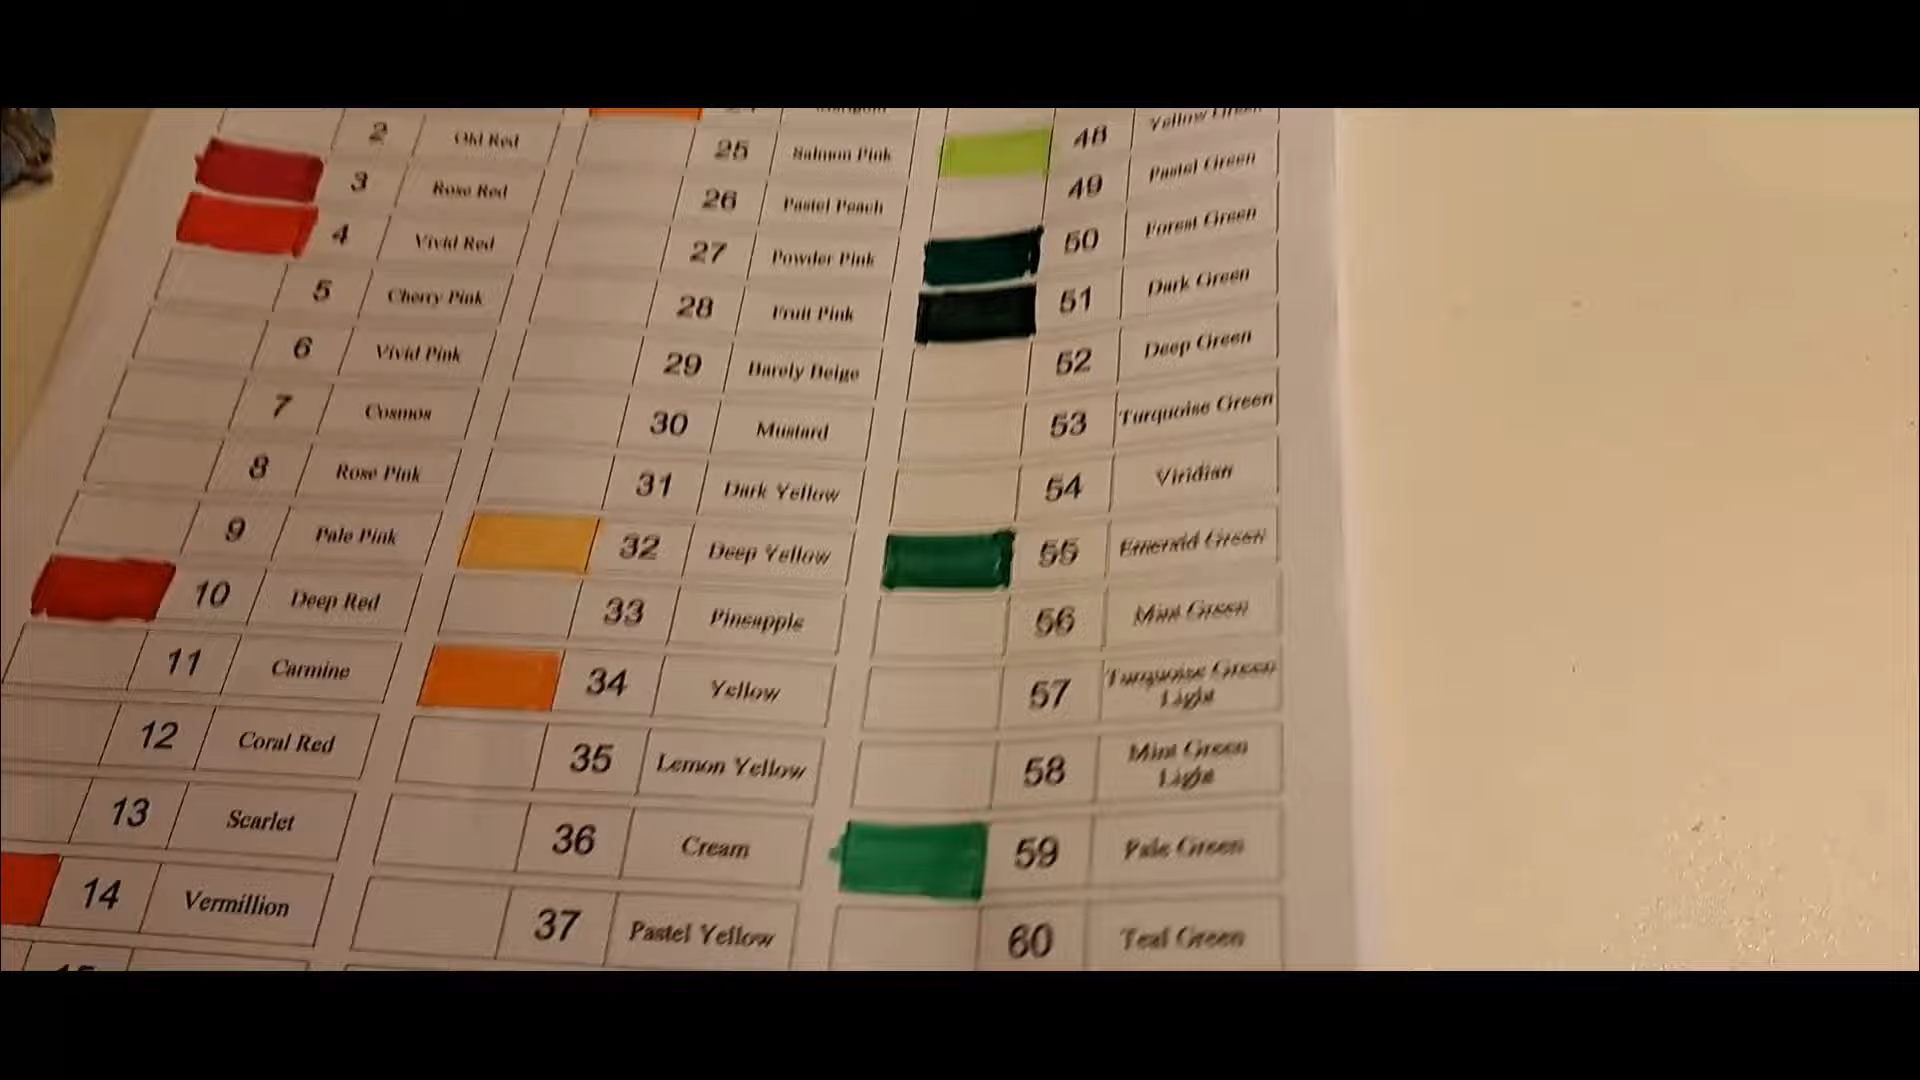 2 Old Red
3 Rose Red
4 Vivid Red
5 Cherry Pink
6 Vivid Pink
7 Cosmos
8 Rose Pink
9 Pale Pink
10 Deep Red
11 Carmine
12 Coral Red
13 Scarlet
14 Vermillion
15
25 Salmon Pink
26 Pastel Peach
27 Powder Pink
28 Fruit Pink
29 Barely Beige
30 Mustard
31 Dark Yellow
32 Deep Yellow
33 Pineapple
34 Yellow
35 Lemon Yellow
36 Cream
37 Pastel Yellow
48 Yellow Green
49 Pastel Green
50 Forest Green
51 Dark Green
52 Deep Green
53 Turquoise Green
54 Viridian
55 Emerald Green
56 Mint Green
57 Turquoise Green
Light
58 Mint Green
Light
59 Pale Green
60 Teal Green